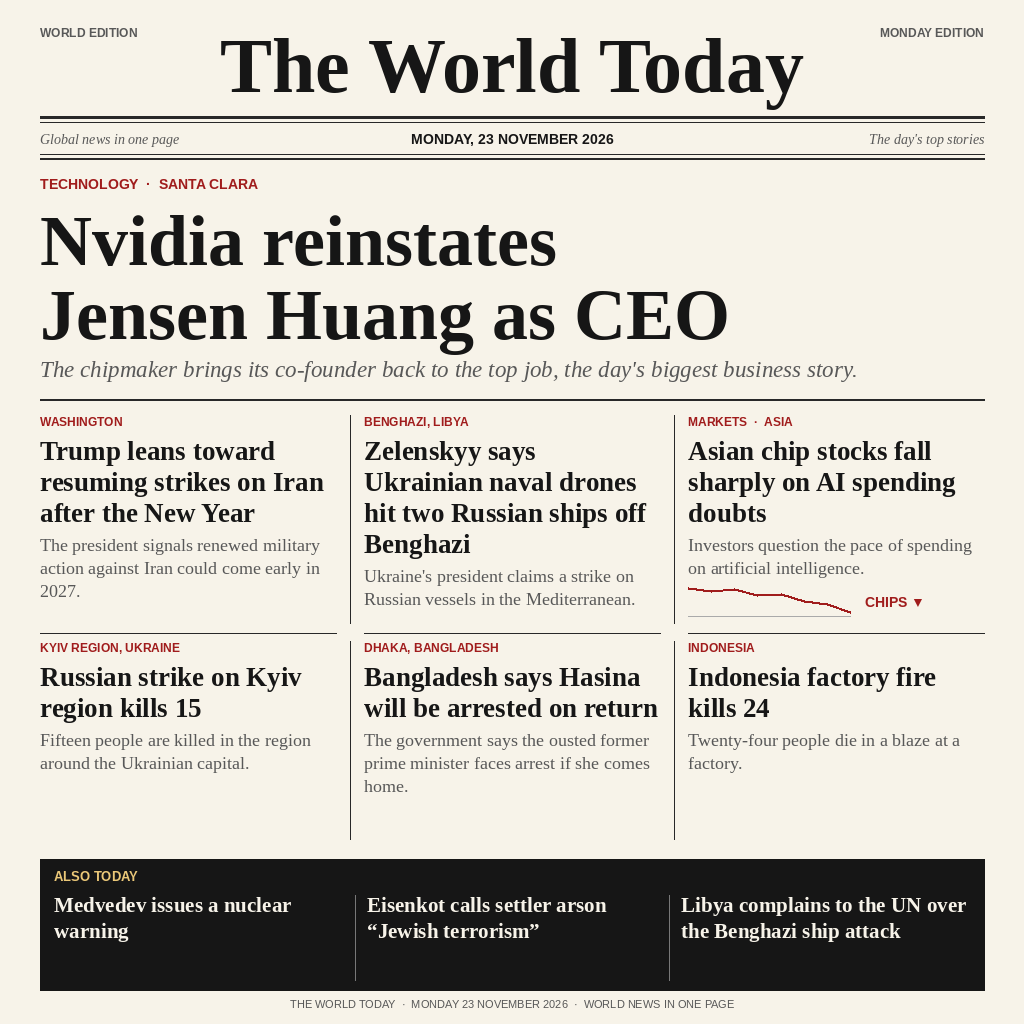 WORLD EDITION
MONDAY EDITION
The World Today
Global news in one page
MONDAY, 23 NOVEMBER 2026
The day's top stories
TECHNOLOGY · SANTA CLARA
Nvidia reinstates
Jensen Huang as CEO
The chipmaker brings its co-founder back to the top job, the day's biggest business story.
WASHINGTON
Trump leans toward
resuming strikes on Iran
after the New Year
The president signals renewed military
action against Iran could come early in
2027.
BENGHAZI, LIBYA
Zelenskyy says
Ukrainian naval drones
hit two Russian ships off
Benghazi
Ukraine's president claims a strike on
Russian vessels in the Mediterranean.
MARKETS · ASIA
Asian chip stocks fall
sharply on AI spending
doubts
Investors question the pace of spending
on artificial intelligence.
CHIPS ▼
KYIV REGION, UKRAINE
Russian strike on Kyiv
region kills 15
Fifteen people are killed in the region
around the Ukrainian capital.
DHAKA, BANGLADESH
Bangladesh says Hasina
will be arrested on return
The government says the ousted former
prime minister faces arrest if she comes
home.
INDONESIA
Indonesia factory fire
kills 24
Twenty-four people die in a blaze at a
factory.
ALSO TODAY
Medvedev issues a nuclear
warning
Eisenkot calls settler arson
“Jewish terrorism”
Libya complains to the UN over
the Benghazi ship attack
THE WORLD TODAY · MONDAY 23 NOVEMBER 2026 · WORLD NEWS IN ONE PAGE